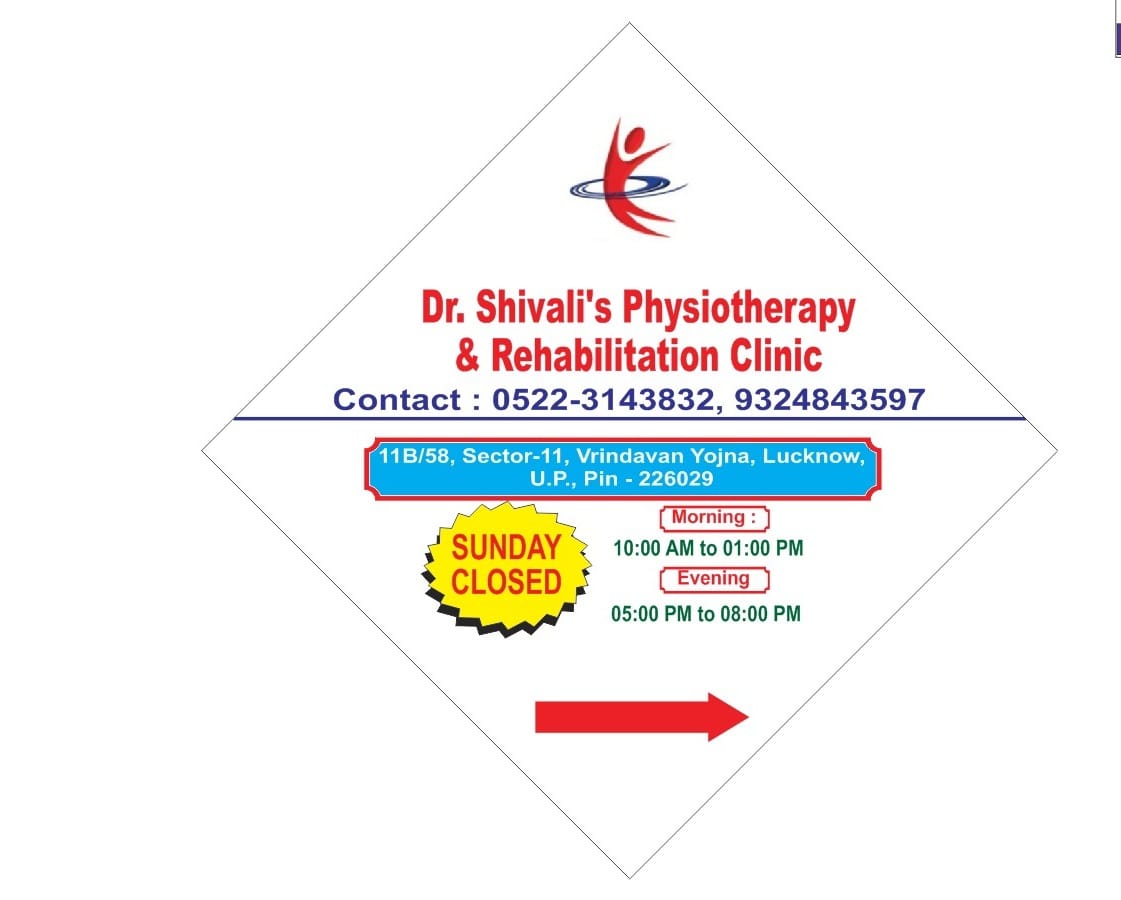 Dr. Shivali's Physiotherapy
& Rehabilitation Clinic
Contact : 0522-3143832, 9324843597
11B/58, Sector-11, Vrindavan Yojna, Lucknow,
U.P., Pin - 226029
SUNDAY
CLOSED
Morning :
10:00 AM to 01:00 PM
Evening
05:00 PM to 08:00 PM